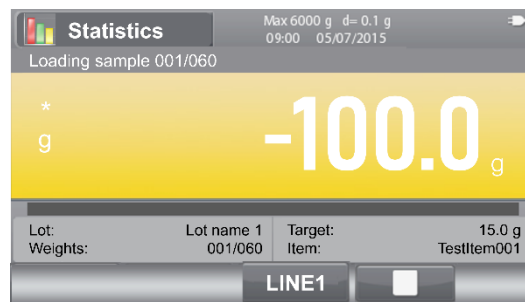 Statistics
Max 6000 g d= 0.1 g
09:00 05/07/2015
Loading sample 001/060
*
g
-100.0 g
Lot: Lot name 1 Target: 15.0 g
Weights: 001/060 Item: TestItem001
LINE1